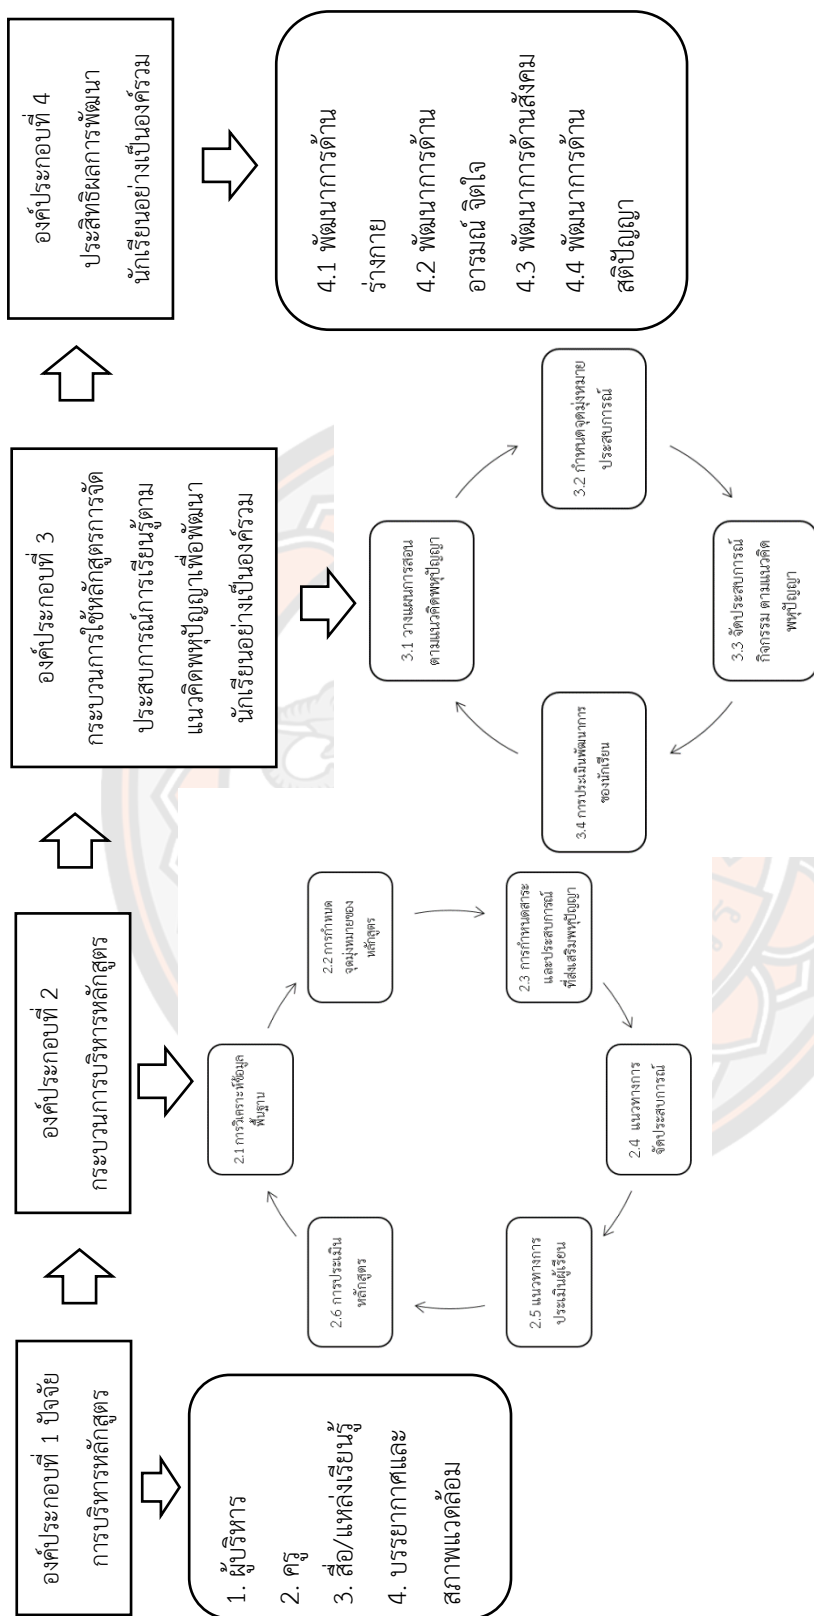 องค์ประกอบที่ 1 ปัจจัย
การบริหารหลักสูตร
1. ผู้บริหาร
2. ครู
3. สื่อ/แหล่งเรียนรู้
4. บรรยากาศและ
สภาพแวดล้อม
องค์ประกอบที่ 2
กระบวนการบริหารหลักสูตร
2.1 การวิเคราะห์ข้อมูล
พื้นฐาน
2.2 การกำหนด
จุดมุ่งหมายของ
หลักสูตร
2.3 การกำหนดสาระ
และประสบการณ์
ที่ส่งเสริมพหุปัญญา
2.4 แนวทางการ
จัดประสบการณ์
2.5 แนวทางการ
ประเมินผู้เรียน
2.6 การประเมิน
หลักสูตร
องค์ประกอบที่ 3
กระบวนการใช้หลักสูตรการจัด
ประสบการณ์การเรียนรู้ตาม
แนวคิดพหุปัญญาเพื่อพัฒนา
นักเรียนอย่างเป็นองค์รวม
3.1 วางแผนการสอน
ตามแนวคิดพหุปัญญา
3.2 กำหนดจุดมุ่งหมาย
ประสบการณ์
3.3 จัดประสบการณ์
กิจกรรม ตามแนวคิด
พหุปัญญา
3.4 การประเมินพัฒนาการ
ของนักเรียน
องค์ประกอบที่ 4
ประสิทธิผลการพัฒนา
นักเรียนอย่างเป็นองค์รวม
4.1 พัฒนาการด้าน
ร่างกาย
4.2 พัฒนาการด้าน
อารมณ์ จิตใจ
4.3 พัฒนาการด้านสังคม
4.4 พัฒนาการด้าน
สติปัญญา